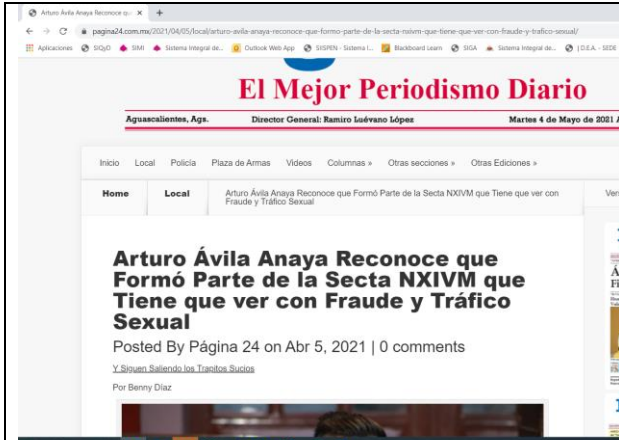 Arturo Ávila Anaya Reconoce q
pagina24.com.mx/2021/04/05/local/arturo-avila-anaya-reconoce-que-formo-parte-de-la-secta-nxivm-que-tiene-que-ver-con-fraude-y-trafico-sexual/
Aplicaciones SIQyD SIMI Sistema Integral de... Outlook Web App SIISPEN - Sistema I... Blackboard Learn SIGA Sistema Integral de... I.D.E.A. - SEDE
El Mejor Periodismo Diario
Aguascalientes, Ags. Director General: Ramiro Luévano López Martes 4 de Mayo de 2021 A
Inicio Local Policía Plaza de Armas Videos Columnas » Otras secciones » Otras Ediciones »
Home Local Arturo Ávila Anaya Reconoce que Formó Parte de la Secta NXIVM que Tiene que ver con
Fraude y Tráfico Sexual
Ver
Arturo Ávila Anaya Reconoce que
Formó Parte de la Secta NXIVM que
Tiene que ver con Fraude y Tráfico
Sexual
Posted By Página 24 on Abr 5, 2021 | 0 comments
Y Siguen Saliendo los Trapitos Sucios
Por Benny Díaz